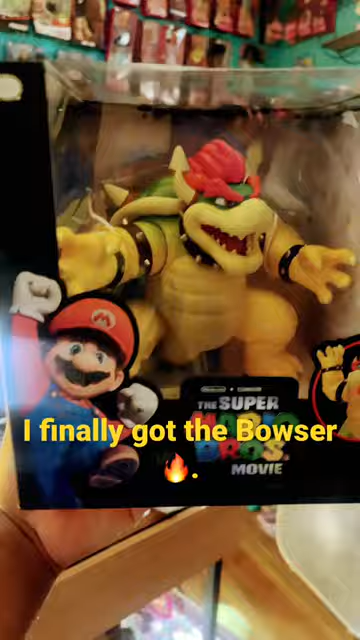 THE SUPER
MARIO
BROS.
MOVIE
I finally got the Bowser
🔥.